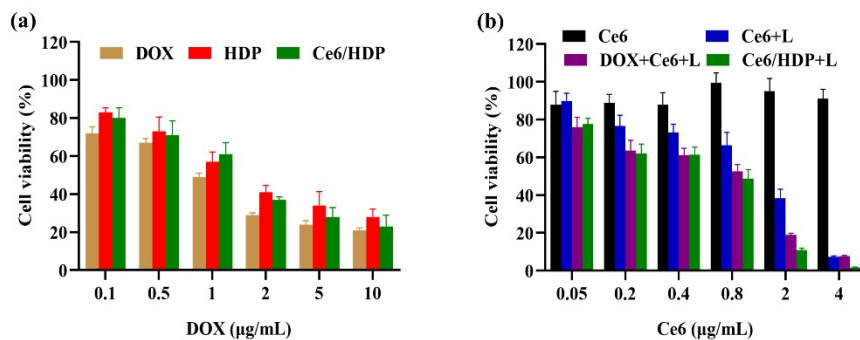 (a)
DOX HDP Ce6/HDP
Cell viability (%)
120
100
80
60
40
20
0
0.1 0.5 1 2 5 10
DOX (μg/mL)
(b)
Ce6 Ce6+L
DOX+Ce6+L Ce6/HDP+L
Cell viability (%)
120
100
80
60
40
20
0
0.05 0.2 0.4 0.8 2 4
Ce6 (μg/mL)